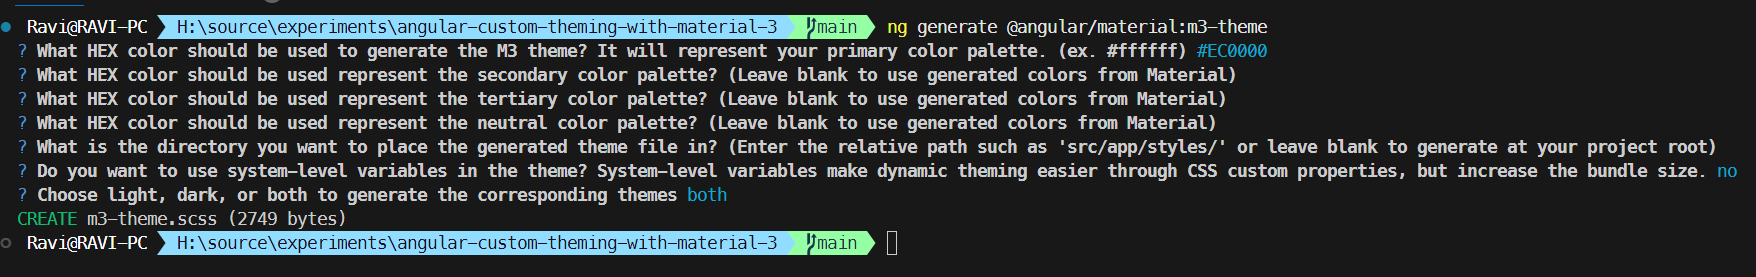 Ravi@RAVI-PC H:\source\experiments\angular-custom-theming-with-material-3 main ng generate @angular/material:m3-theme
? What HEX color should be used to generate the M3 theme? It will represent your primary color palette. (ex. #ffffff) #EC0000
? What HEX color should be used represent the secondary color palette? (Leave blank to use generated colors from Material)
? What HEX color should be used represent the tertiary color palette? (Leave blank to use generated colors from Material)
? What HEX color should be used represent the neutral color palette? (Leave blank to use generated colors from Material)
? What is the directory you want to place the generated theme file in? (Enter the relative path such as 'src/app/styles/' or leave blank to generate at your project root)
? Do you want to use system-level variables in the theme? System-level variables make dynamic theming easier through CSS custom properties, but increase the bundle size. no
? Choose light, dark, or both to generate the corresponding themes both
CREATE m3-theme.scss (2749 bytes)
Ravi@RAVI-PC H:\source\experiments\angular-custom-theming-with-material-3 main